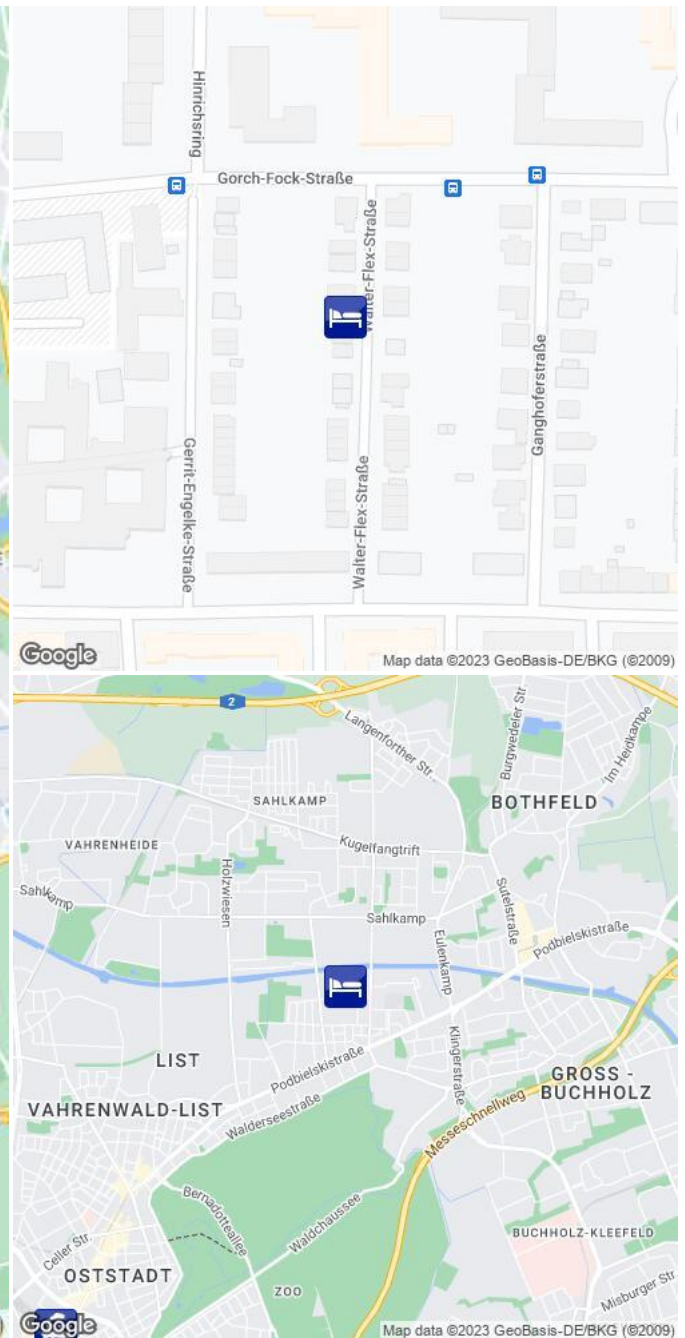 Hinrichsring
Gorch-Fock-Straße
Walter-Flex-Straße
Ganghoferstraße
Gerrit-Engelke-Straße
Walter-Flex-Straße
Google
Map data ©2023 GeoBasis-DE/BKG (©2009)
2
Langenforther Str...
Burgwedeler Str
Im Heidkampe
SAHLKAMP
BOTHFELD
VAHRENHEIDE
Kugelfangtrift
Holzwiesen
Sahlkamp
Sutelstraße
Sahlkamp
Eulenkamp
Podbielskistraße
LIST
Podbielskistraße
Klingerstraße
GROSS -
BUCHHOLZ
VAHRENWALD-LIST
Walderseestraße
Messeschnellweg
Bernadotteallee
Waldchaussee
Celler Str.
BUCHHOLZ-KLEEFELD
OSTSTADT
ZOO
Misburger Str
Google
Map data ©2023 GeoBasis-DE/BKG (©2009)